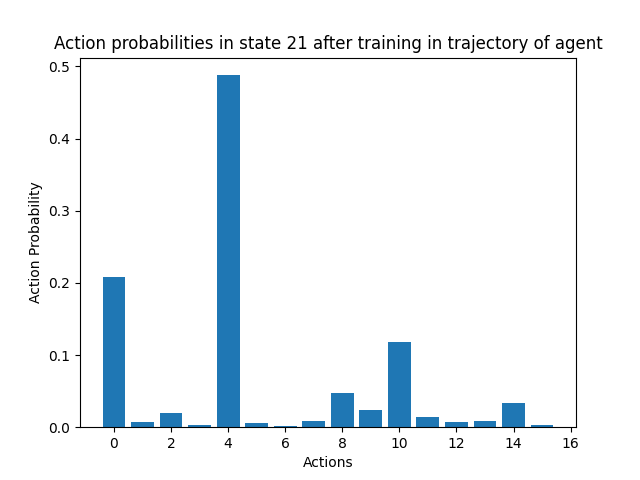 Action probabilities in state 21 after training in trajectory of agent
0.5
0.4
0.3
0.2
0.1
0.0
Action Probability
0 2 4 6 8 10 12 14 16
Actions